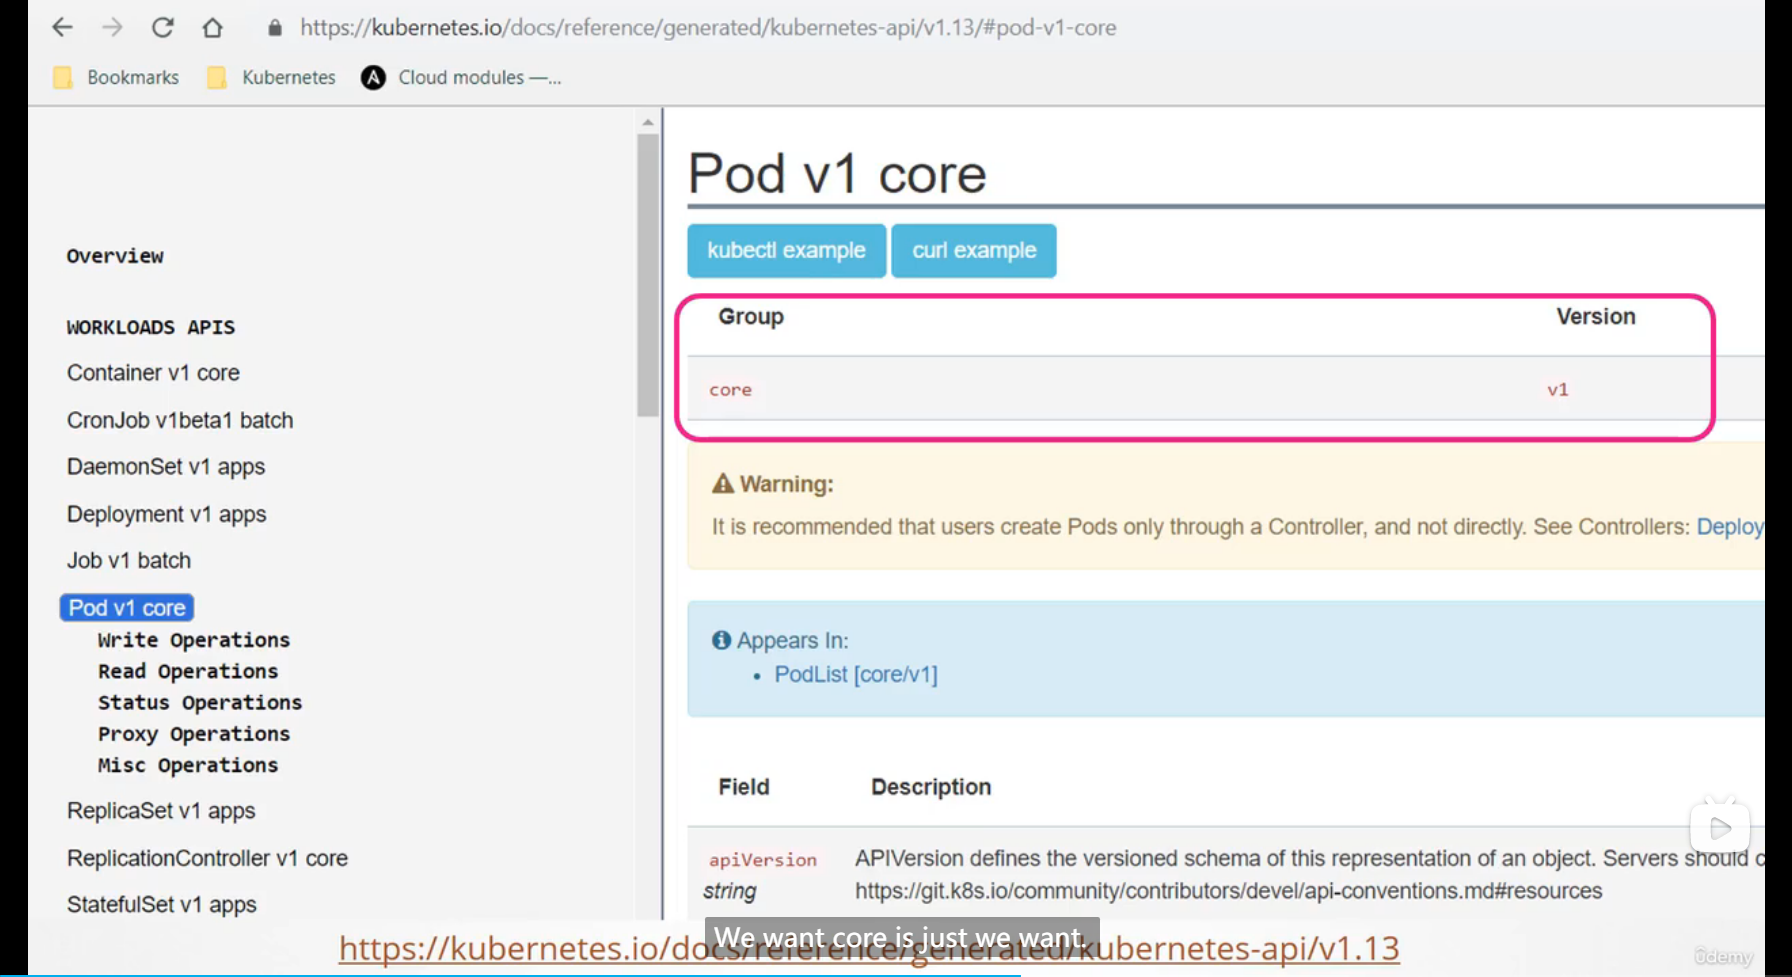 https://kubernetes.io/docs/reference/generated/kubernetes-api/v1.13/#pod-v1-core
Bookmarks
Kubernetes
Cloud modules —...
Overview
WORKLOADS APIS
Container v1 core
CronJob v1beta1 batch
DaemonSet v1 apps
Deployment v1 apps
Job v1 batch
Pod v1 core
Write Operations
Read Operations
Status Operations
Proxy Operations
Misc Operations
ReplicaSet v1 apps
ReplicationController v1 core
StatefulSet v1 apps
Pod v1 core
kubectl example
curl example
Group Version
core v1
Warning:
It is recommended that users create Pods only through a Controller, and not directly. See Controllers: Deploy
Appears In:
• PodList [core/v1]
Field Description
apiVersion APIVersion defines the versioned schema of this representation of an object. Servers should c
string https://git.k8s.io/community/contributors/devel/api-conventions.md#resources
We want core is just we want.
https://kubernetes.io/docs/reference/generated/kubernetes-api/v1.13
ûdemy